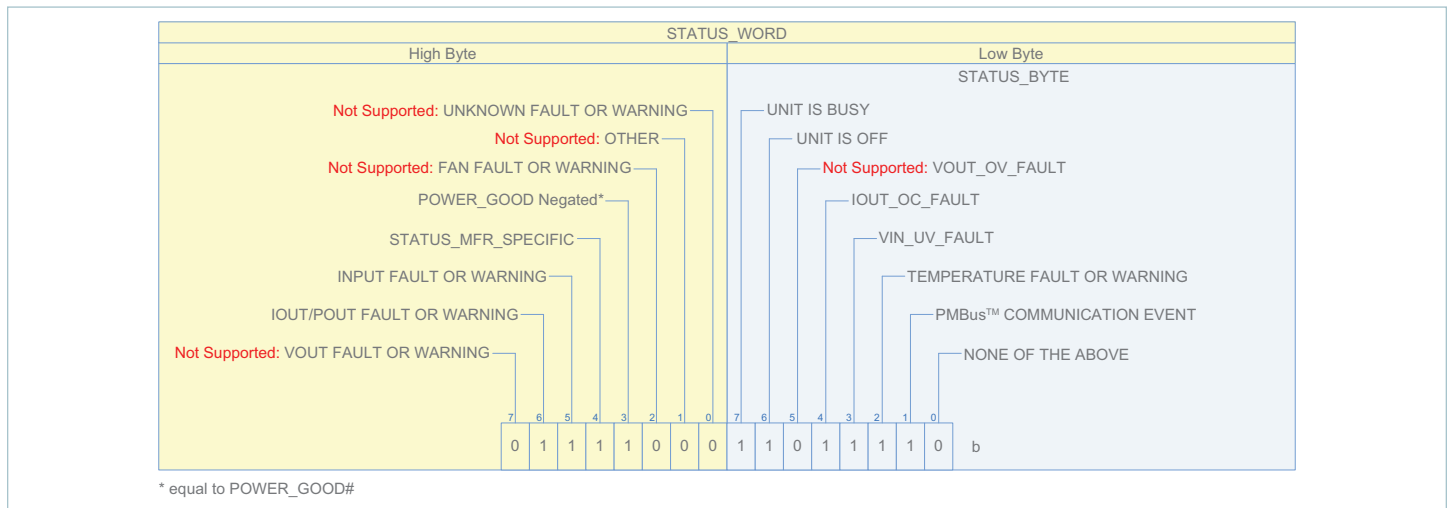 STATUS_WORD
High Byte
Low Byte
STATUS_BYTE
Not Supported: UNKNOWN FAULT OR WARNING
UNIT IS BUSY
Not Supported: OTHER
UNIT IS OFF
Not Supported: FAN FAULT OR WARNING
Not Supported: VOUT_OV_FAULT
POWER_GOOD Negated*
IOUT_OC_FAULT
STATUS_MFR_SPECIFIC
VIN_UV_FAULT
INPUT FAULT OR WARNING
TEMPERATURE FAULT OR WARNING
IOUT/POUT FAULT OR WARNING
PMBus™ COMMUNICATION EVENT
Not Supported: VOUT FAULT OR WARNING
NONE OF THE ABOVE
7 6 5 4 3 2 1 0 7 6 5 4 3 2 1 0
0 1 1 1 1 0 0 0 1 1 0 1 1 1 1 0 b
* equal to POWER_GOOD#